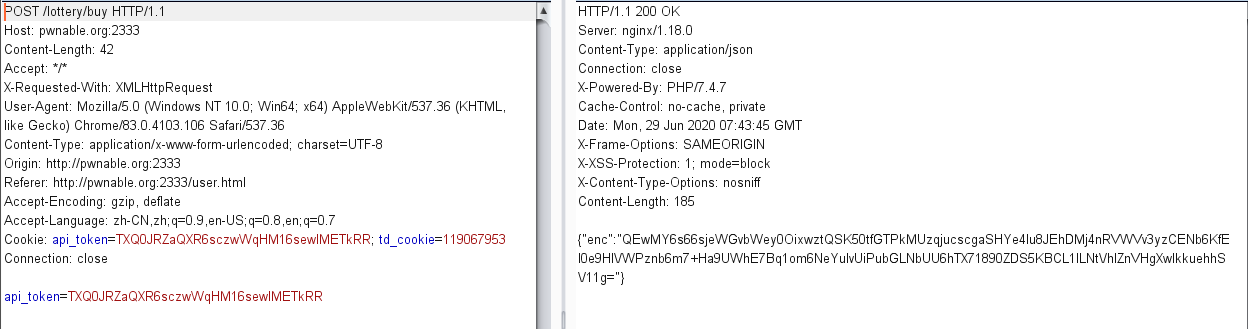 POST /lottery/buy HTTP/1.1
Host: pwnable.org:2333
Content-Length: 42
Accept: */*
X-Requested-With: XMLHttpRequest
User-Agent: Mozilla/5.0 (Windows NT 10.0; Win64; x64) AppleWebKit/537.36 (KHTML,
like Gecko) Chrome/83.0.4103.106 Safari/537.36
Content-Type: application/x-www-form-urlencoded; charset=UTF-8
Origin: http://pwnable.org:2333
Referer: http://pwnable.org:2333/user.html
Accept-Encoding: gzip, deflate
Accept-Language: zh-CN,zh;q=0.9,en-US;q=0.8,en;q=0.7
Cookie: api_token=TXQ0JRZaQXR6sczwWqHM16sewIMETkRR; td_cookie=119067953
Connection: close
api_token=TXQ0JRZaQXR6sczwWqHM16sewIMETkRR
HTTP/1.1 200 OK
Server: nginx/1.18.0
Content-Type: application/json
Connection: close
X-Powered-By: PHP/7.4.7
Cache-Control: no-cache, private
Date: Mon, 29 Jun 2020 07:43:45 GMT
X-Frame-Options: SAMEORIGIN
X-XSS-Protection: 1; mode=block
X-Content-Type-Options: nosniff
Content-Length: 185
{"enc":"QEwMY6s66sjeWGvbWey0OixwztQSK50tfGTPkMUzqjucscgaSHYe4lu8JEhDMj4nRVWVv3yzCENb6KfE
I0e9HlVWPznb6m7+Ha9UWhE7Bq1om6NeYulvUiPubGLNbUU6hTX71890ZDS5KBCL1lLNtVhlZnVHgXwlkkuehhS
V11g="}